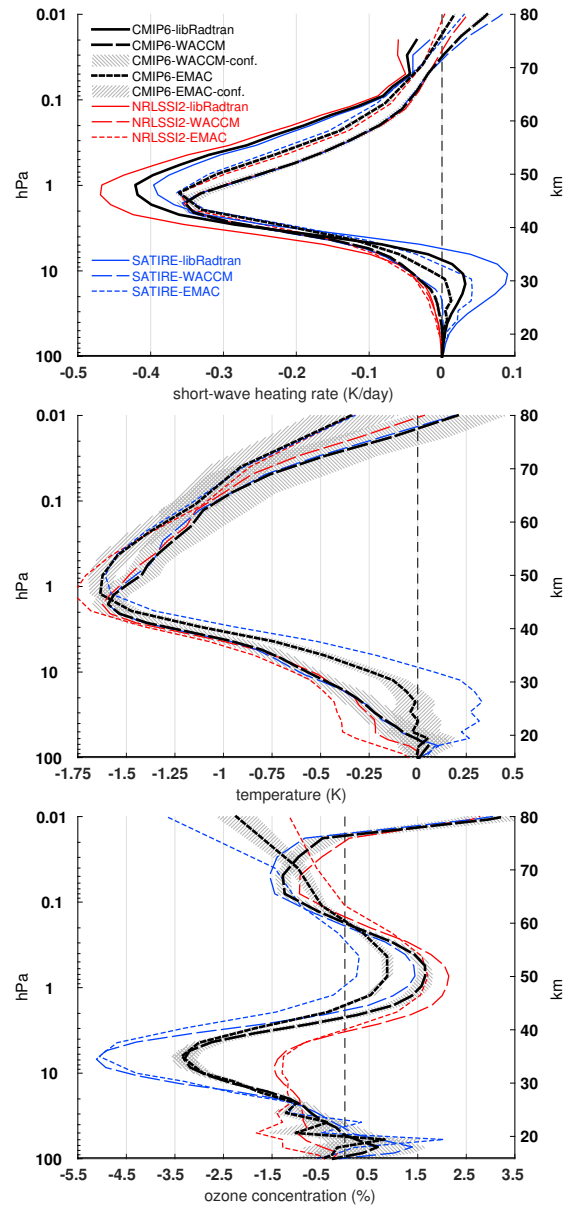 0.01
0.1
1
10
100
hPa
CMIP6-libRadtran
CMIP6-WACCM
CMIP6-WACCM-conf.
CMIP6-EMAC
CMIP6-EMAC-conf.
NRLSSI2-libRadtran
NRLSSI2-WACCM
NRLSSI2-EMAC
SATIRE-libRadtran
SATIRE-WACCM
SATIRE-EMAC
80
70
60
50
40
30
20
km
-0.5 -0.4 -0.3 -0.2 -0.1 0 0.1
short-wave heating rate (K/day)
0.01
0.1
1
10
100
hPa
80
70
60
50
40
30
20
km
-1.75 -1.5 -1.25 -1 -0.75 -0.5 -0.25 0 0.25 0.5
temperature (K)
0.01
0.1
1
10
100
hPa
80
70
60
50
40
30
20
km
-5.5 -4.5 -3.5 -2.5 -1.5 -0.5 0.5 1.5 2.5 3.5
ozone concentration (%)